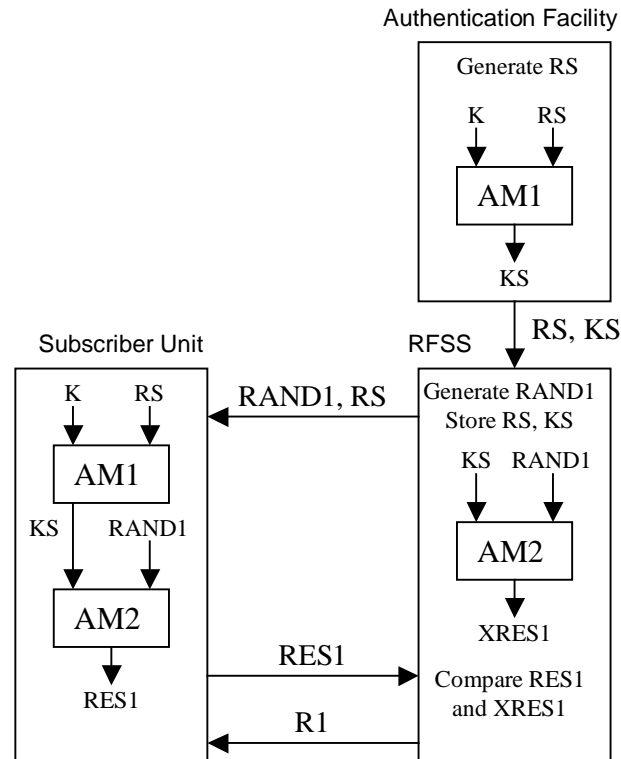 Authentication Facility
Generate RS
K RS
AM1
KS
RS, KS
Subscriber Unit
RFSS
K RS
AM1
KS RAND1
AM2
RES1
RAND1, RS
Generate RAND1
Store RS, KS
KS RAND1
AM2
XRES1
RES1
Compare RES1
and XRES1
R1